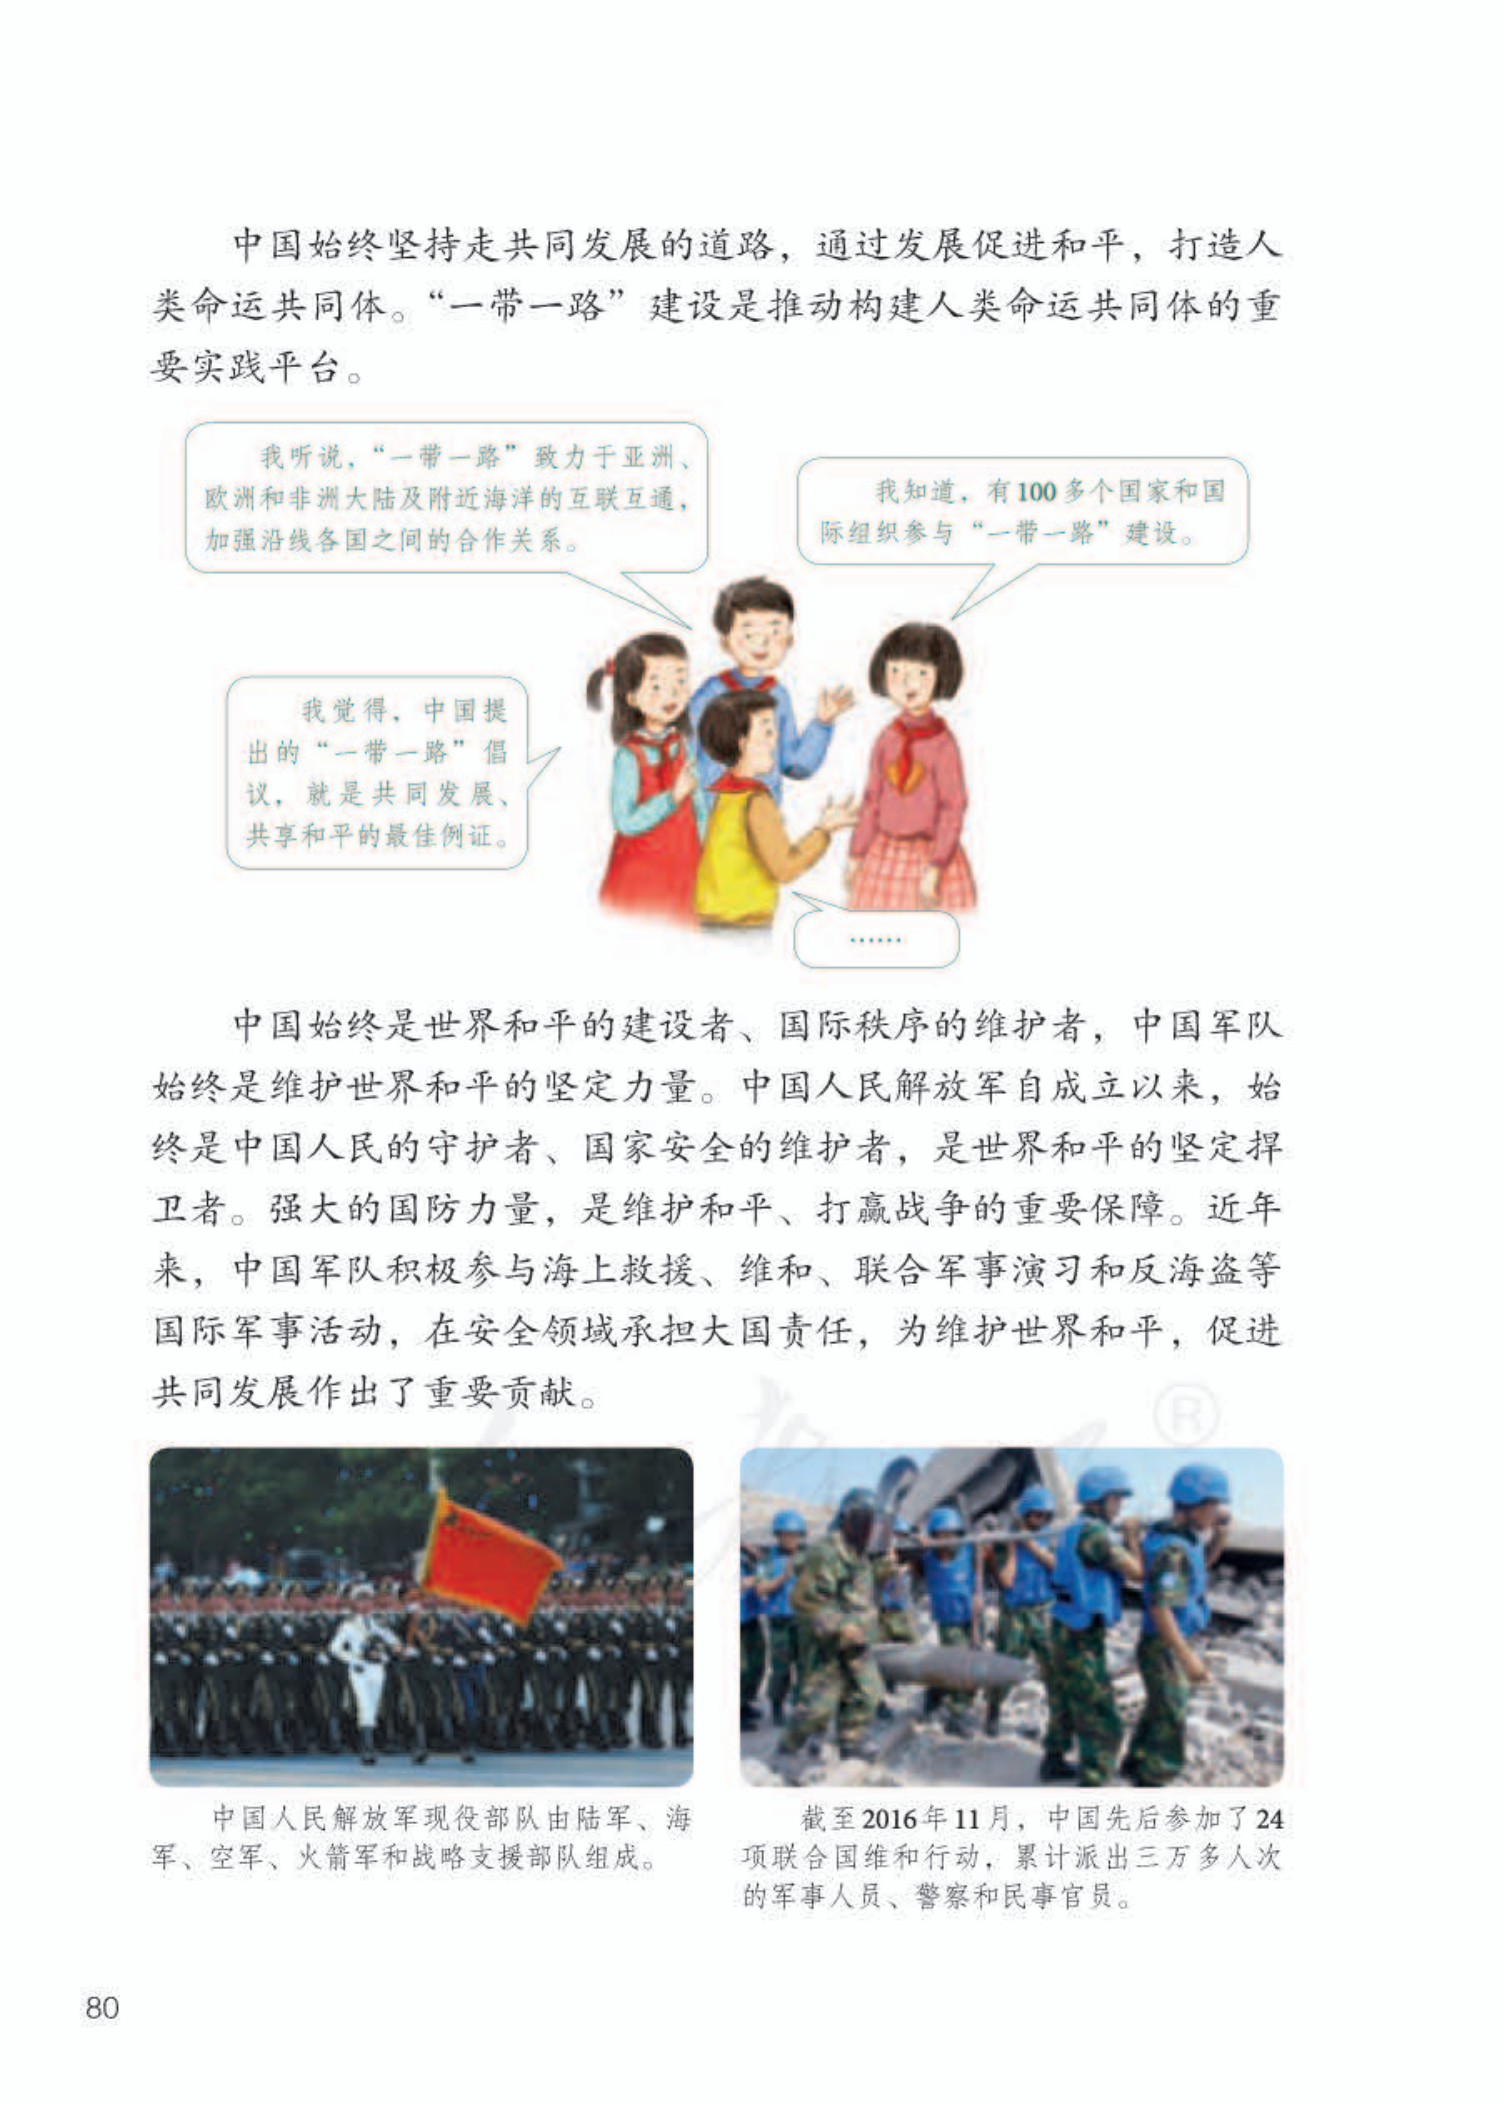 中国始终坚持走共同发展的道路，通过发展促进和平，打造人
类命运共同体。“一带一路”建设是推动构建人类命运共同体的重
要实践平台。
我听说，“一带一路”致力于亚洲、
欧洲和非洲大陆及附近海洋的互联互通，
加强沿线各国之间的合作关系。
我知道，有100多个国家和国
际组织参与“一带一路”建设。
我觉得，中国提
出的“一带一路”倡
议，就是共同发展、
共享和平的最佳例证。
……
中国始终是世界和平的建设者、国际秩序的维护者，中国军队
始终是维护世界和平的坚定力量。中国人民解放军自成立以来，始
终是中国人民的守护者、国家安全的维护者，是世界和平的坚定捍
卫者。强大的国防力量，是维护和平、打赢战争的重要保障。近年
来，中国军队积极参与海上救援、维和、联合军事演习和反海盗等
国际军事活动，在安全领域承担大国责任，为维护世界和平，促进
共同发展作出了重要贡献。
®
中国人民解放军现役部队由陆军、海
军、空军、火箭军和战略支援部队组成。
截至2016年11月，中国先后参加了24
项联合国维和行动，累计派出三万多人次
的军事人员、警察和民事官员。
80